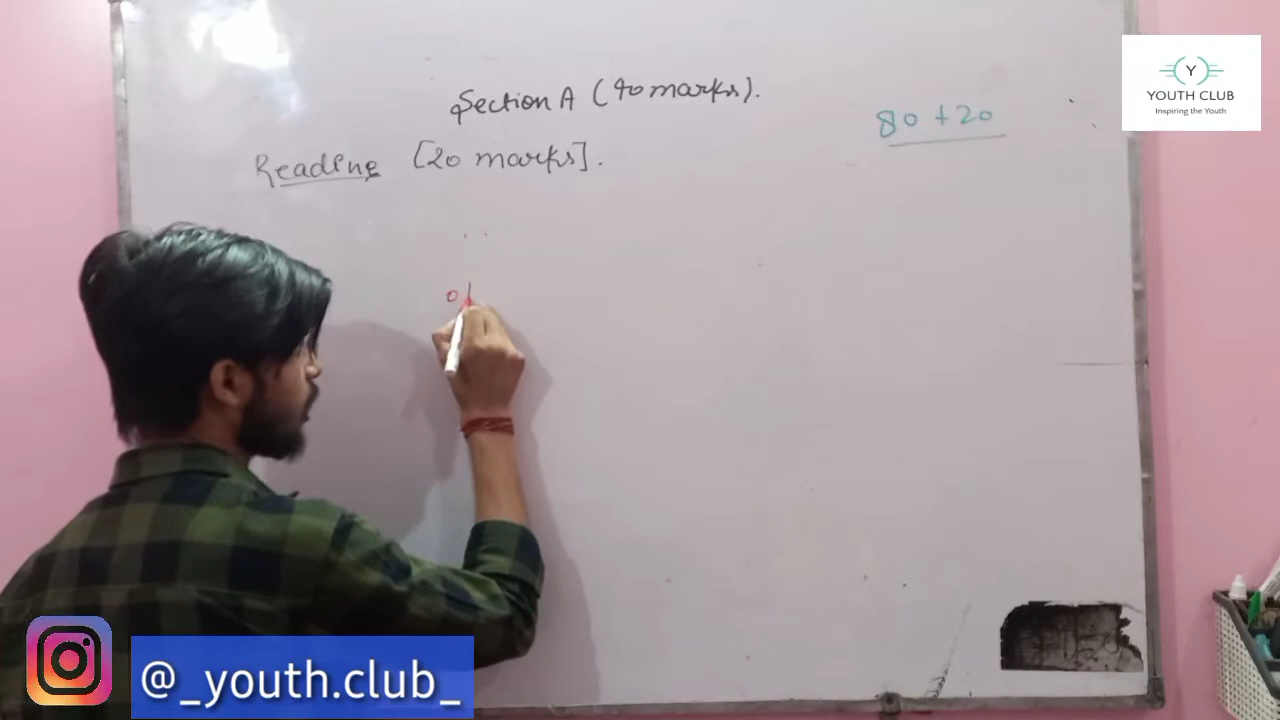 Section A (40 marks).
80 + 20
Reading [20 marks].
Y
YOUTH CLUB
Inspiring the Youth
@_youth.club_